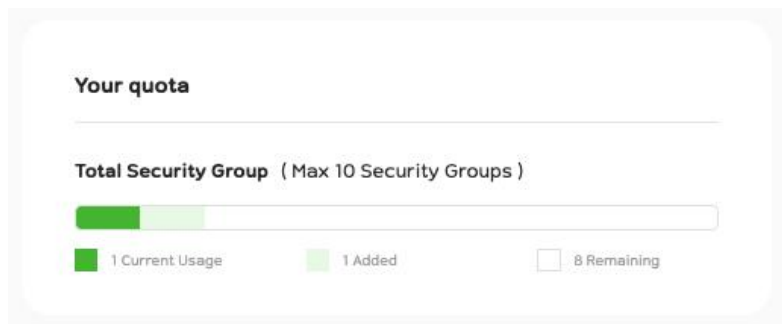 Your quota
Total Security Group ( Max 10 Security Groups )
1 Current Usage 1 Added 8 Remaining